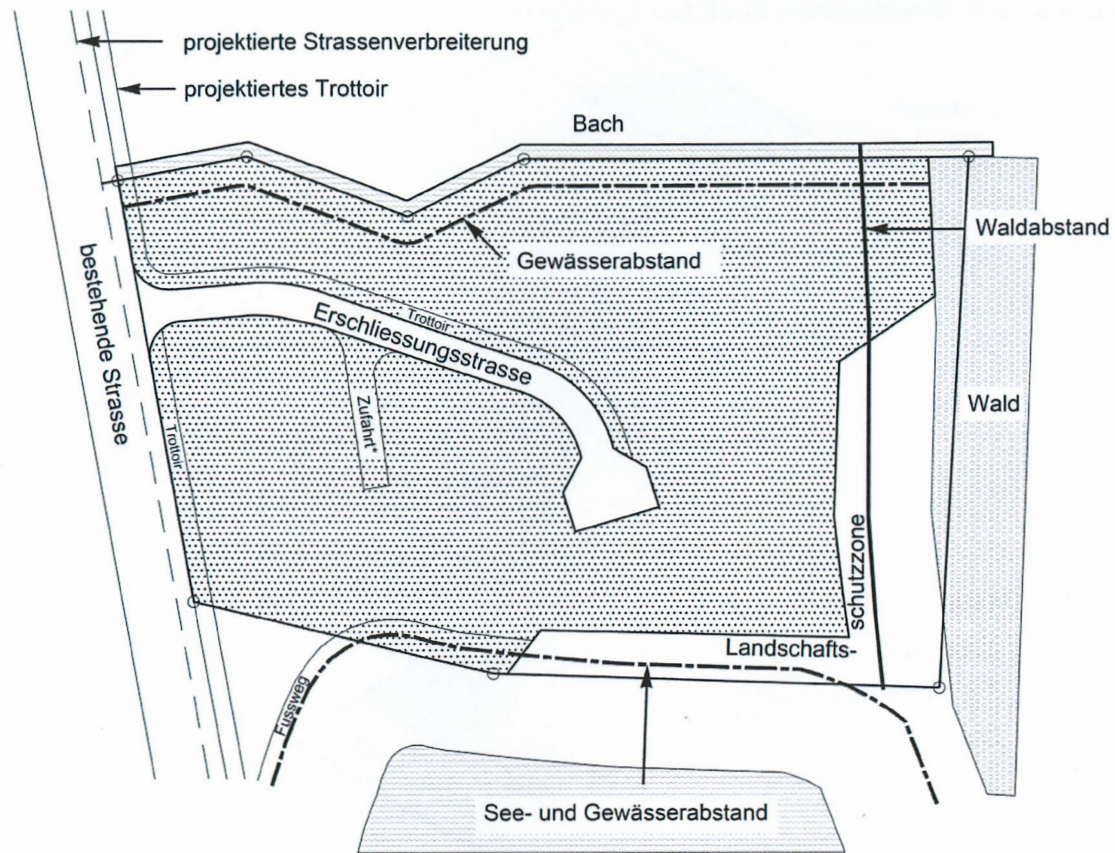 projektierte Strassenverbreiterung
projektiertes Trottoir
Bach
Waldabstand
Gewässerabstand
bestehende Strasse
Trottoir
Erschliessungsstrasse
Zufahrt*
Wald
Trottoir
schutzzone
Landschafts-
Fussweg
See- und Gewässerabstand